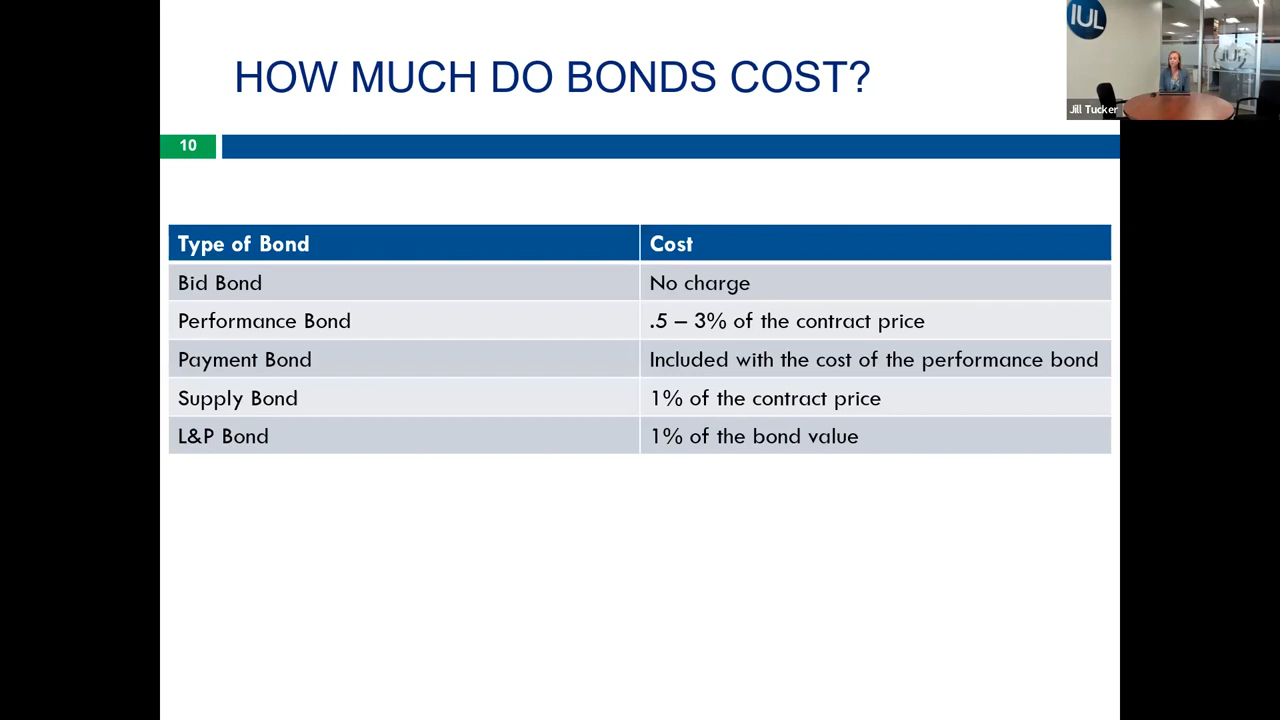 HOW MUCH DO BONDS COST?
IUL
IUL
Jill Tucker
10
Type of Bond Cost
Bid Bond No charge
Performance Bond .5 – 3% of the contract price
Payment Bond Included with the cost of the performance bond
Supply Bond 1% of the contract price
L&P Bond 1% of the bond value